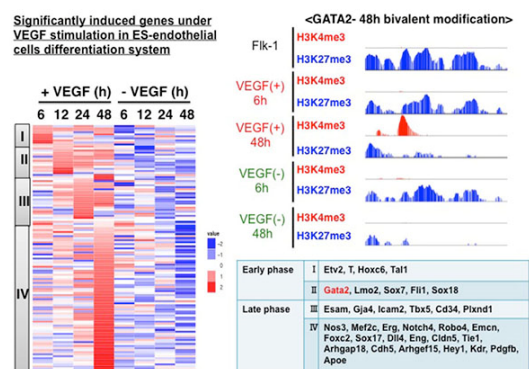 Significantly induced genes under
VEGF stimulation in ES-endothelial
cells differentiation system
+ VEGF (h) - VEGF (h)
6 12 24 48 6 12 24 48
I
II
III
IV
value
-2
-1
0
1
2
<GATA2- 48h bivalent modification>
Flk-1
H3K4me3
H3K27me3
VEGF(+)
6h
H3K4me3
H3K27me3
VEGF(+)
48h
H3K4me3
H3K27me3
VEGF(-)
6h
H3K4me3
H3K27me3
VEGF(-)
48h
H3K4me3
H3K27me3
Early phase I Etv2, T, Hoxc6, Tal1
II Gata2, Lmo2, Sox7, Fli1, Sox18
Late phase III Esam, Gja4, Icam2, Tbx5, Cd34, Plxnd1
IV Nos3, Mef2c, Erg, Notch4, Robo4, Emcn,
Foxc2, Sox17, Dll4, Eng, Cldn5, Tie1,
Arhgap18, Cdh5, Arhgef15, Hey1, Kdr, Pdgfb,
Apoe